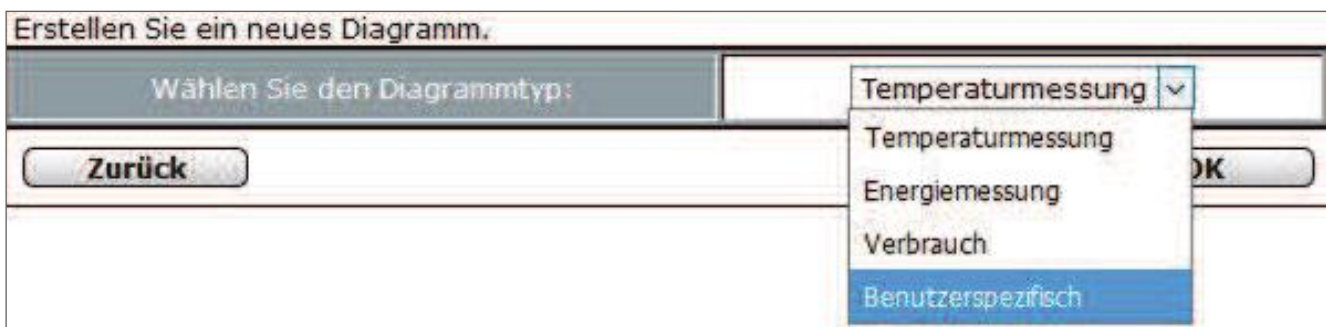 Erstellen Sie ein neues Diagramm.
Wählen Sie den Diagrammtyp:
Temperaturmessung
Temperaturmessung
Zurück
OK
Energiemessung
Verbrauch
Benutzerspezifisch